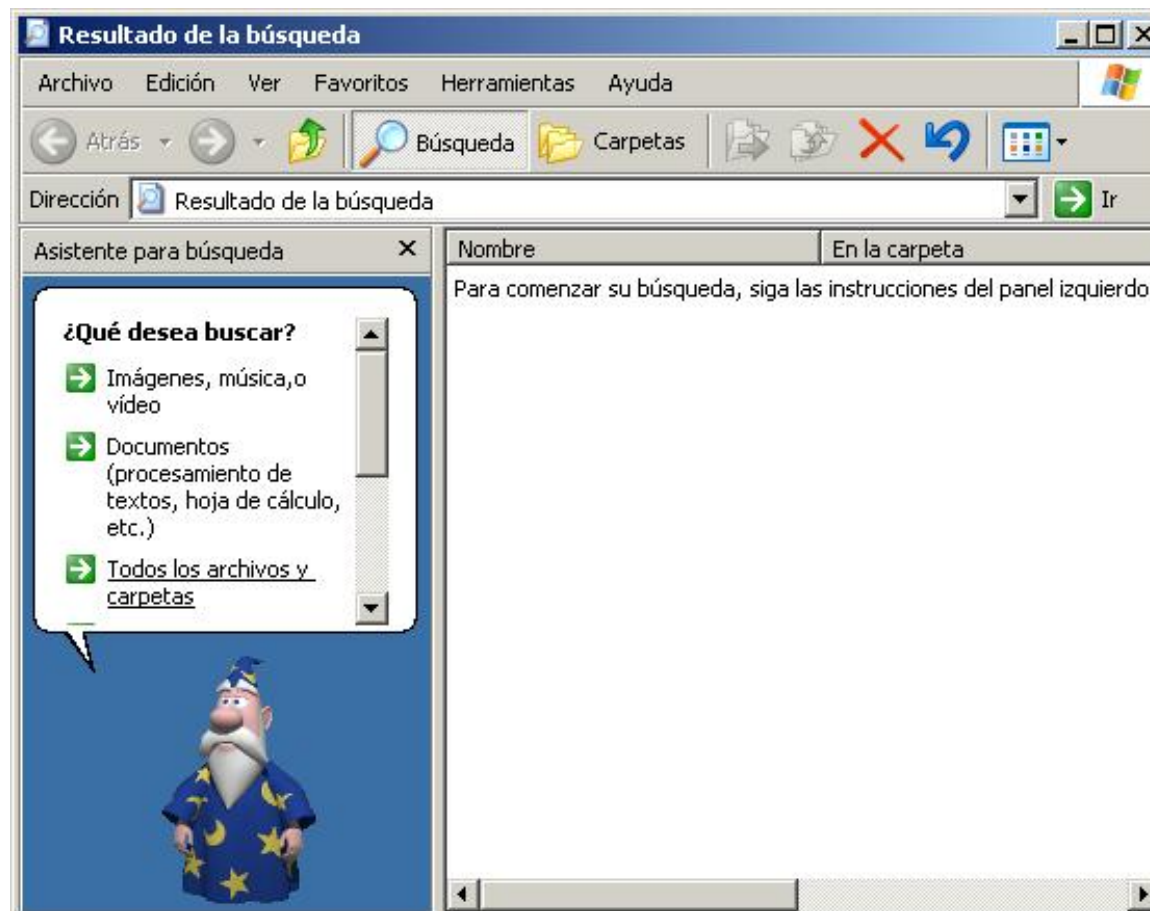 Resultado de la búsqueda
Archivo Edición Ver Favoritos Herramientas Ayuda
Atrás Búsqueda Carpetas
Dirección Resultado de la búsqueda Ir
Asistente para búsqueda
Nombre En la carpeta
Para comenzar su búsqueda, siga las instrucciones del panel izquierdo
¿Qué desea buscar?
Imágenes, música,o
vídeo
Documentos
(procesamiento de
textos, hoja de cálculo,
etc.)
Todos los archivos y
carpetas